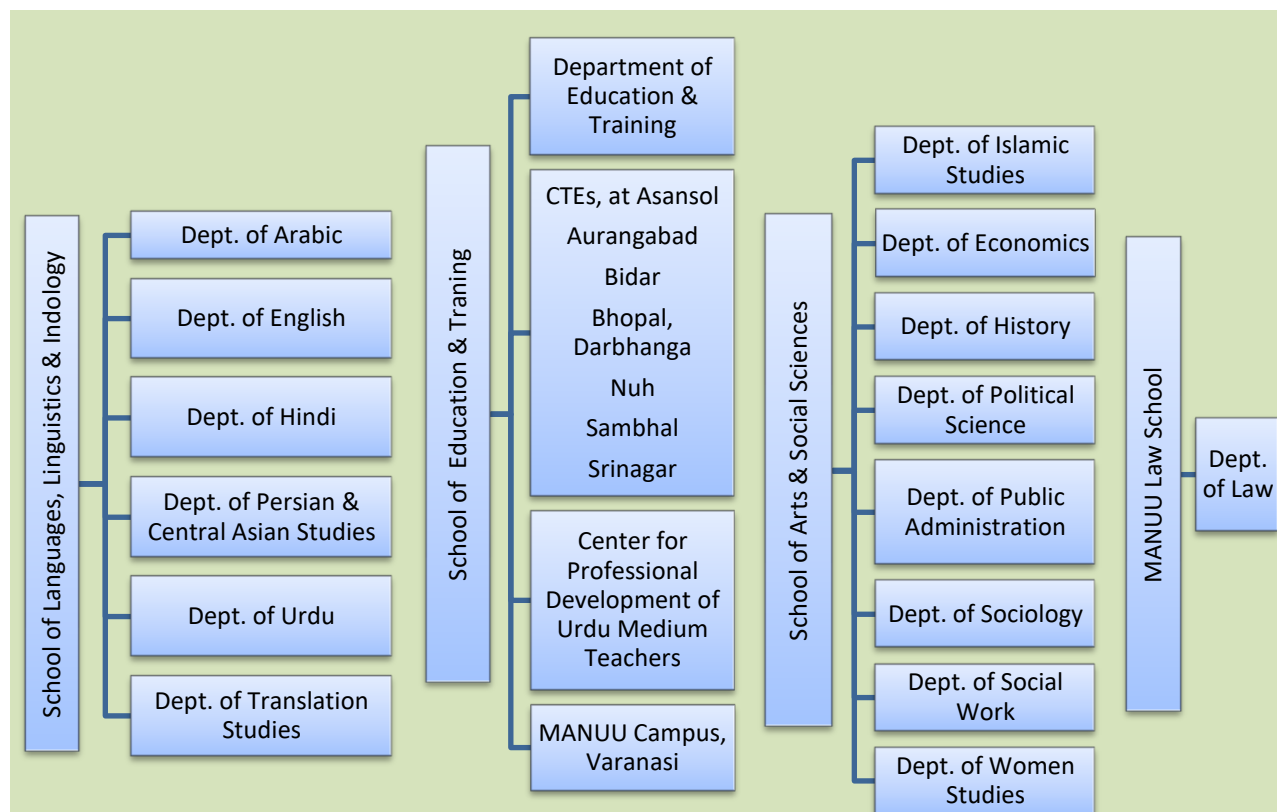 School of Languages, Linguistics & Indology
Dept. of Arabic
Dept. of English
Dept. of Hindi
Dept. of Persian &
Central Asian Studies
Dept. of Urdu
Dept. of Translation
Studies
School of Education & Traning
Department of
Education &
Training
CTEs, at Asansol
Aurangabad
Bidar
Bhopal,
Darbhanga
Nuh
Sambhal
Srinagar
Center for
Professional
Development of
Urdu Medium
Teachers
MANUU Campus,
Varanasi
School of Arts & Social Sciences
Dept. of Islamic
Studies
Dept. of Economics
Dept. of History
Dept. of Political
Science
Dept. of Public
Administration
Dept. of Sociology
Dept. of Social
Work
Dept. of Women
Studies
MANUU Law School
Dept.
of Law